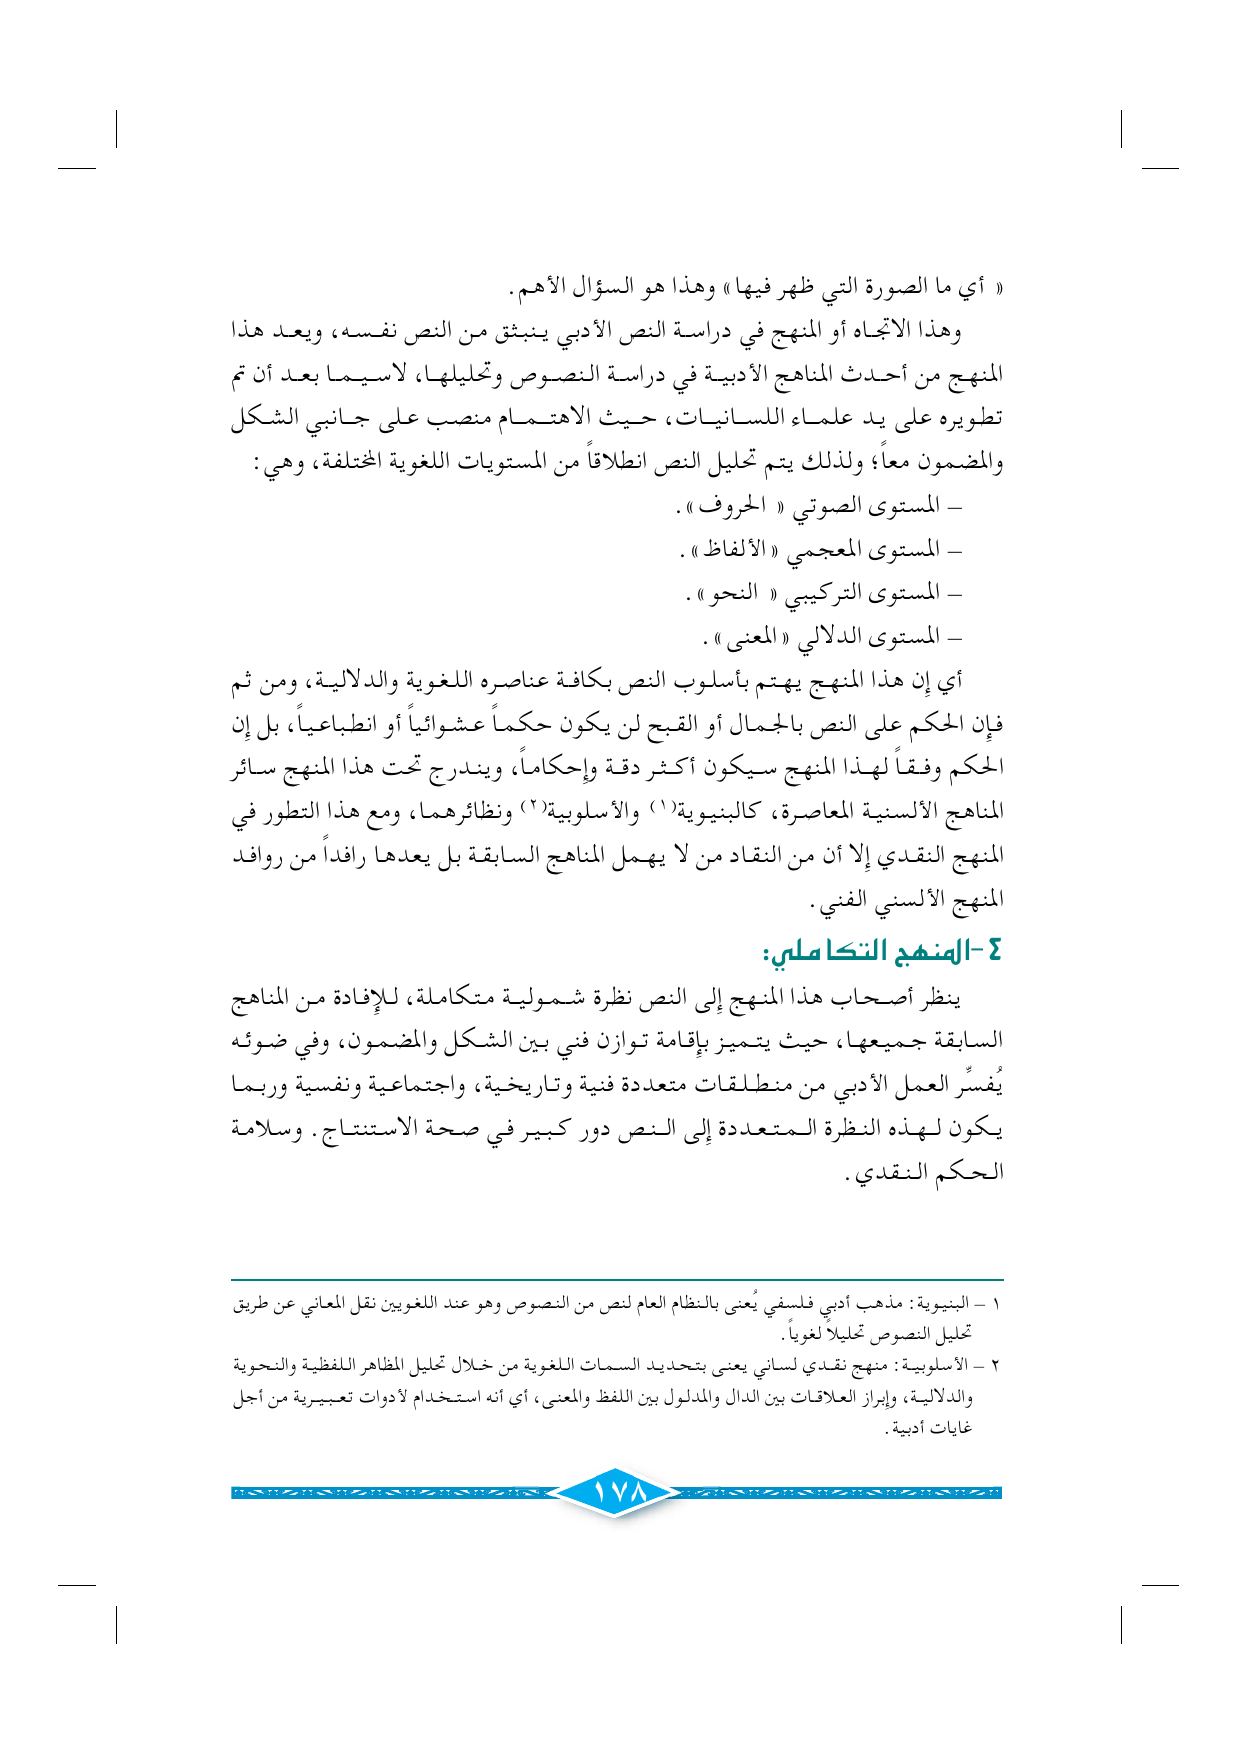 « أي ما الصورة التي ظهر فيها» وهذا هو السؤال الأهم.
وهذا الاتجاه أو المنهج في دراسة النص الأدبي ينبثق من النص نفسه، ويعد هذا
المنهج من أحدث المناهج الأدبية في دراسة النصوص وتحليلها، لاسيما بعد أن تم
تطويره على يد علماء اللسانيات، حيث الاهتمام منصب على جانبي الشكل
والمضمون معاً؛ ولذلك يتم تحليل النص انطلاقاً من المستويات اللغوية المختلفة، وهي:
– المستوى الصوتي « الحروف».
– المستوى المعجمي «الألفاظ».
– المستوى التركيبي « النحو».
– المستوى الدلالي «المعنى».
أي إن هذا المنهج يهتم بأسلوب النص بكافة عناصره اللغوية والدلالية، ومن ثم
فإن الحكم على النص بالجمال أو القبح لن يكون حكماً عشوائياً أو انطباعياً، بل إن
الحكم وفقاً لهذا المنهج سيكون أكثر دقة وإحكاماً، ويندرج تحت هذا المنهج سائر
المناهج الألسنية المعاصرة، كالبنيوية(١) والأسلوبية(٢) ونظائرهما، ومع هذا التطور في
المنهج النقدي إلا أن من النقاد من لا يهمل المناهج السابقة بل يعدها رافداً من روافد
المنهج الألسني الفني.
٤-المنهج التكاملي:
ينظر أصحاب هذا المنهج إلى النص نظرة شمولية متكاملة، للإفادة من المناهج
السابقة جميعها، حيث يتميز بإقامة توازن فني بين الشكل والمضمون، وفي ضوئه
يُفسِّر العمل الأدبي من منطلقات متعددة فنية وتاريخية، واجتماعية ونفسية وربما
يكون لهذه النظرة المتعددة إلى النص دور كبير في صحة الاستنتاج. وسلامة
الحكم النقدي.
١ – البنيوية: مذهب أدبي فلسفي يُعنى بالنظام العام لنص من النصوص وهو عند اللغويين نقل المعاني عن طريق
تحليل النصوص تحليلاً لغوياً.
٢ – الأسلوبية: منهج نقدي لساني يعنى بتحديد السمات اللغوية من خلال تحليل المظاهر اللفظية والنحوية
والدلالية، وإبراز العلاقات بين الدال والمدلول بين اللفظ والمعنى، أي أنه استخدام لأدوات تعبيرية من أجل
غايات أدبية.
١٧٨